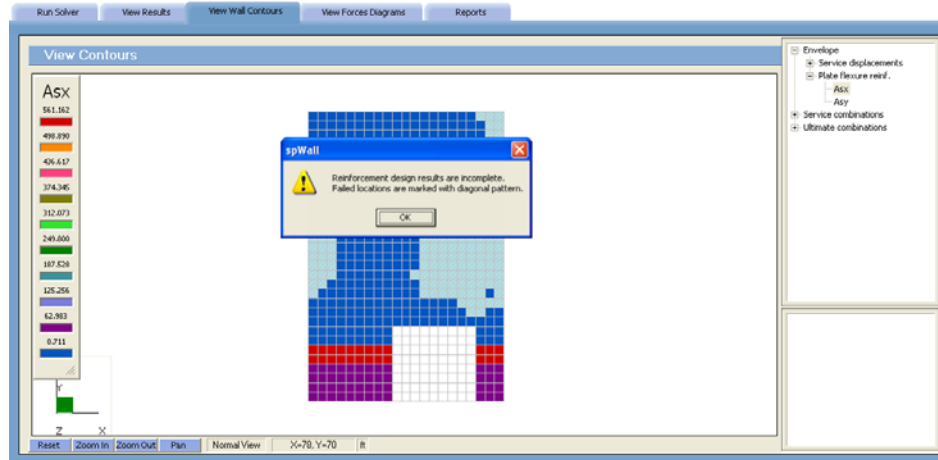 Run Solver
View Results
View Wall Contours
View Forces Diagrams
Reports
View Contours
Asx
561.162
498.890
436.617
374.345
312.073
249.800
187.528
125.256
62.983
0.711
spWall
Reinforcement design results are incomplete.
Failed locations are marked with diagonal pattern.
OK
Envelope
Service displacements
Plate flexure reinf.
Asx
Asy
Service combinations
Ultimate combinations
Y
Z X
Reset Zoom In Zoom Out Pan Normal View X=78, Y=70 ft